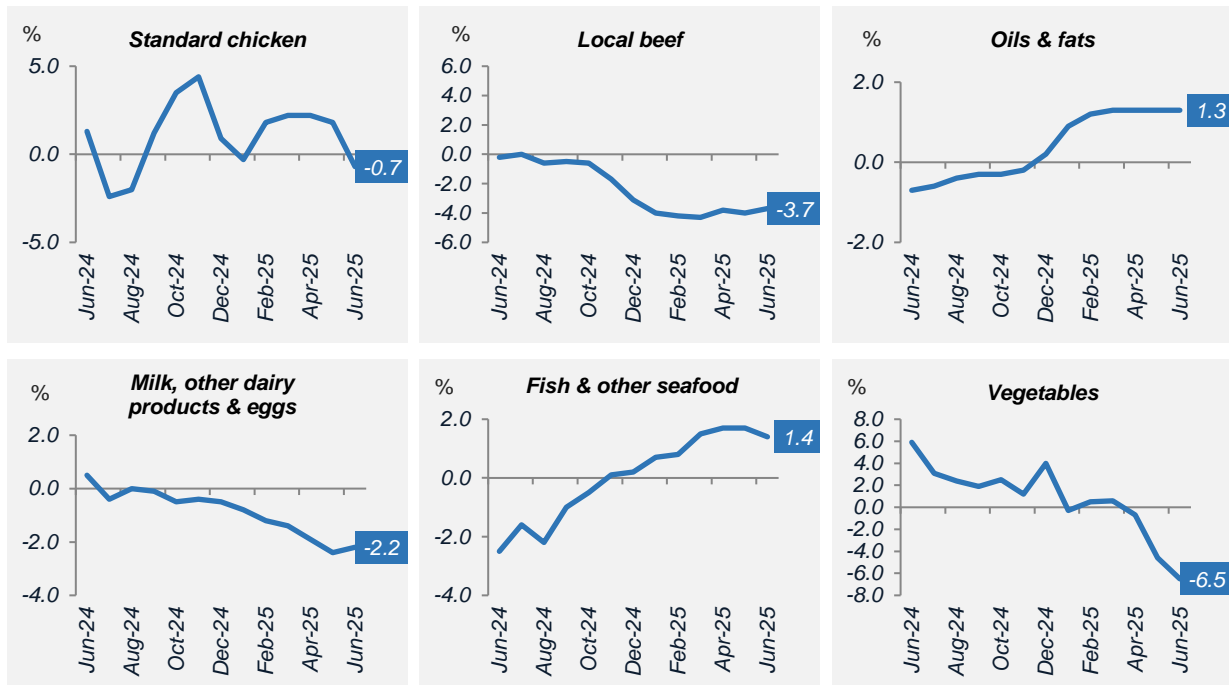 Standard chicken
%
5.0
0.0
-5.0
-0.7
Jun-24
Aug-24
Oct-24
Dec-24
Feb-25
Apr-25
Jun-25
Local beef
%
6.0
4.0
2.0
0.0
-2.0
-4.0
-6.0
-3.7
Jun-24
Aug-24
Oct-24
Dec-24
Feb-25
Apr-25
Jun-25
Oils & fats
%
2.0
0.0
-2.0
1.3
Jun-24
Aug-24
Oct-24
Dec-24
Feb-25
Apr-25
Jun-25
Milk, other dairy
products & eggs
%
2.0
0.0
-2.0
-4.0
-2.2
Jun-24
Aug-24
Oct-24
Dec-24
Feb-25
Apr-25
Jun-25
Fish & other seafood
%
2.0
0.0
-2.0
-4.0
1.4
Jun-24
Aug-24
Oct-24
Dec-24
Feb-25
Apr-25
Jun-25
Vegetables
%
8.0
6.0
4.0
2.0
0.0
-2.0
-4.0
-6.0
-8.0
-6.5
Jun-24
Aug-24
Oct-24
Dec-24
Feb-25
Apr-25
Jun-25